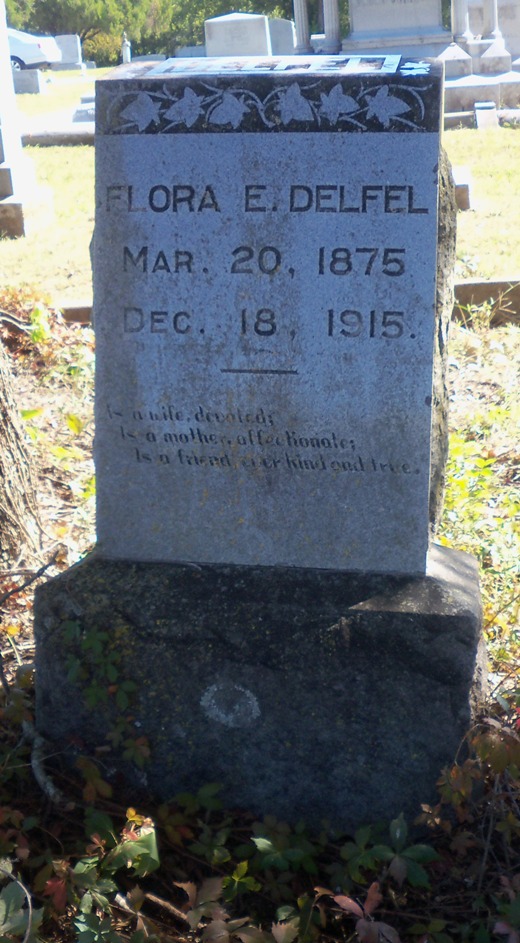 FLORA E. DELFEL
MAR. 20, 1875
DEC. 18, 1915.
As a wife, devoted;
As a mother, affectionate;
As a friend, ever kind and true.